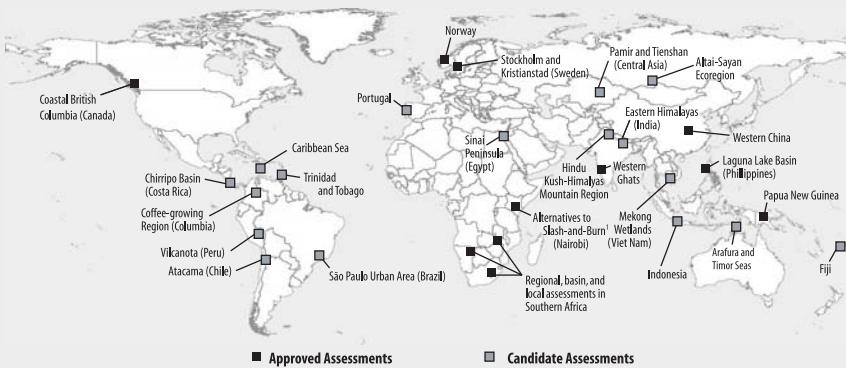 Norway
Stockholm and
Kristianstad (Sweden)
Pamir and Tienshan
(Central Asia)
Altai-Sayan
Ecoregion
Coastal British
Columbia (Canada)
Portugal
Eastern Himalayas
(India)
Western China
Sinai
Peninsula
(Egypt)
Caribbean Sea
Hindu
Kush-Himalyas
Mountain Region
Western
Ghats
Laguna Lake Basin
(Philippines)
Chirripo Basin
(Costa Rica)
Trinidad
and Tobago
Papua New Guinea
Coffee-growing
Region (Columbia)
Alternatives to
Slash-and-Burn¹
(Nairobi)
Mekong
Wetlands
(Viet Nam)
Vilcanota (Peru)
Arafura and
Timor Seas
Atacama (Chile)
São Paulo Urban Area (Brazil)
Regional, basin, and
local assessments in
Southern Africa
Indonesia
Fiji
Approved Assessments
Candidate Assessments